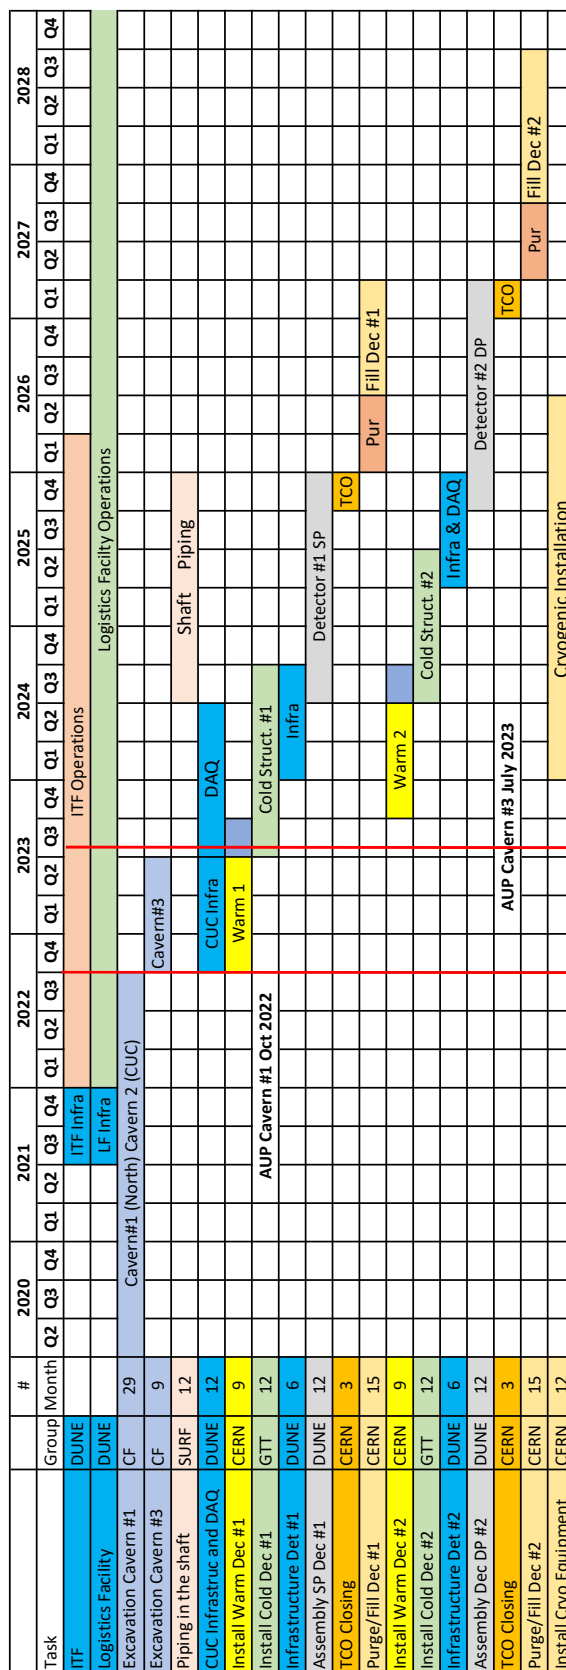 # 2020 2021 2022 2023 2024 2025 2026 2027 2028
Task Group Month Q2 Q3 Q4 Q1 Q2 Q3 Q4 Q1 Q2 Q3 Q4 Q1 Q2 Q3 Q4 Q1 Q2 Q3 Q4 Q1 Q2 Q3 Q4 Q1 Q2 Q3 Q4 Q1 Q2 Q3 Q4 Q1 Q2 Q3 Q4
ITF DUNE ITF Infra ITF Operations
Logistics Facility DUNE LF Infra Logistics Facilty Operations
Excavation Cavern #1 CF 29 Cavern#1 (North) Cavern 2 (CUC)
Excavation Cavern #3 CF 9 Cavern#3
Piping in the shaft SURF 12 Shaft Piping
CUC Infrastruc and DAQ DUNE 12 CUC Infra DAQ
Install Warm Dec #1 CERN 9 Warm 1
Install Cold Dec #1 GTT 12 AUP Cavern #1 Oct 2022 Cold Struct. #1
Infrastructure Det #1 DUNE 6 Infra
Assembly SP Dec #1 DUNE 12 Detector #1 SP
TCO Closing CERN 3 TCO
Purge/Fill Dec #1 CERN 15 Pur Fill Dec #1
Install Warm Dec #2 CERN 9 Warm 2
Install Cold Dec #2 GTT 12 Cold Struct. #2
Infrastructure Det #2 DUNE 6 Infra & DAQ
Assembly Dec DP #2 DUNE 12 Detector #2 DP
TCO Closing CERN 3 AUP Cavern #3 July 2023 TCO
Purge/Fill Dec #2 CERN 15 Pur Fill Dec #2
Install Cryo Equipment CERN 12 Cryogenic Installation